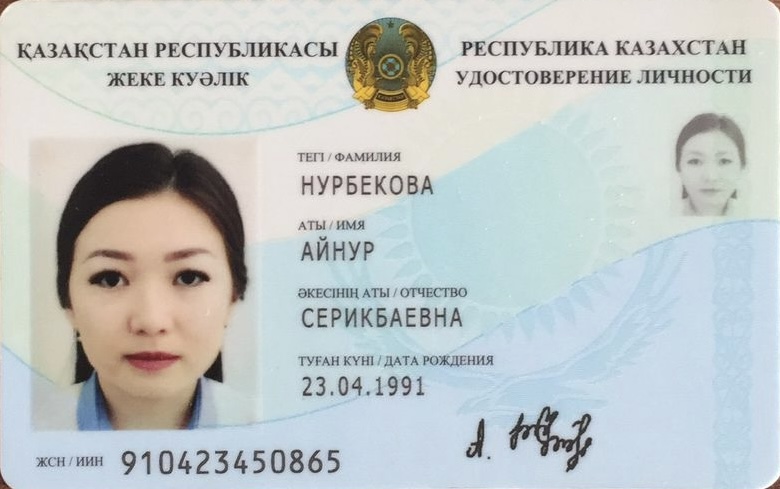 ҚАЗАҚСТАН РЕСПУБЛИКАСЫ
ЖЕКЕ КУӘЛІК
РЕСПУБЛИКА КАЗАХСТАН
УДОСТОВЕРЕНИЕ ЛИЧНОСТИ
ТЕГІ / ФАМИЛИЯ
НУРБЕКОВА
АТЫ / ИМЯ
АЙНУР
ӘКЕСІНІҢ АТЫ / ОТЧЕСТВО
СЕРИКБАЕВНА
ТУҒАН КҮНІ / ДАТА РОЖДЕНИЯ
23.04.1991
ЖСН / ИИН 910423450865